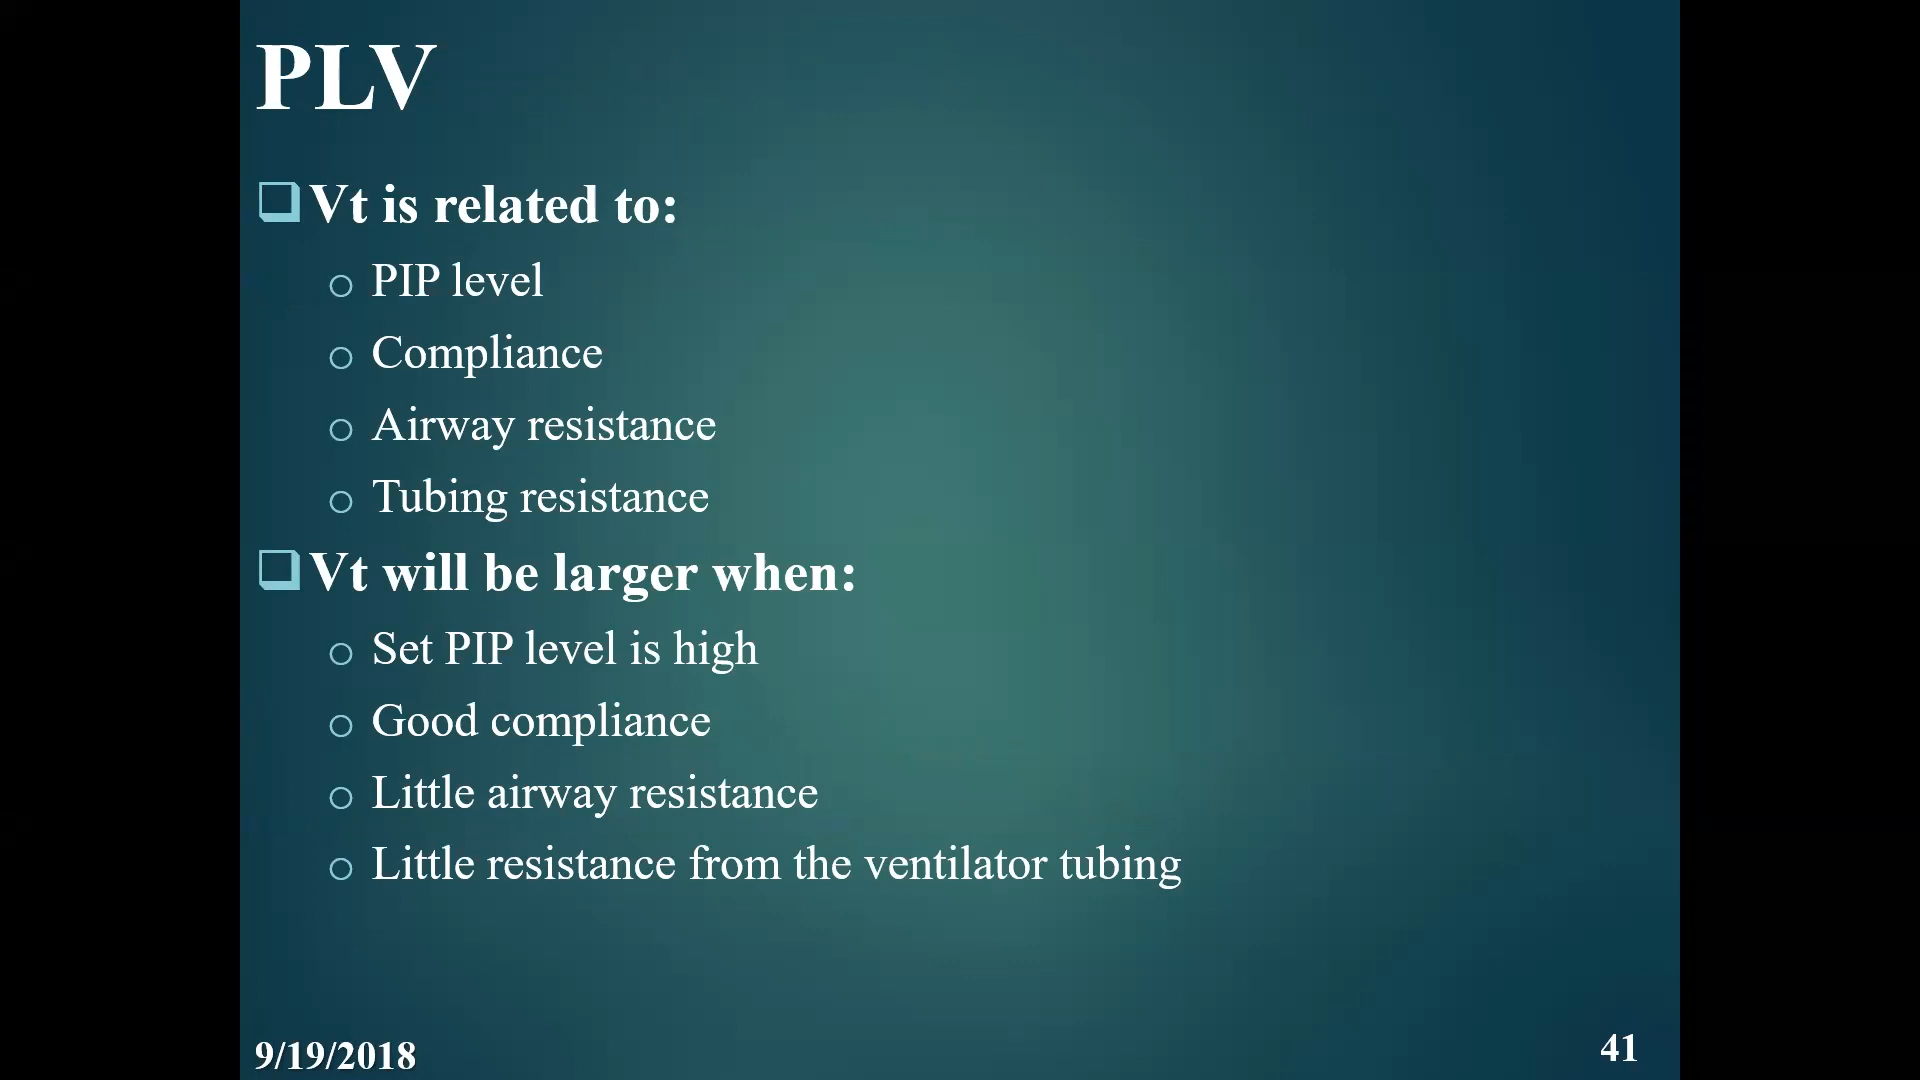 PLV
Vt is related to:
PIP level
Compliance
Airway resistance
Tubing resistance
Vt will be larger when:
Set PIP level is high
Good compliance
Little airway resistance
Little resistance from the ventilator tubing
9/19/2018
41